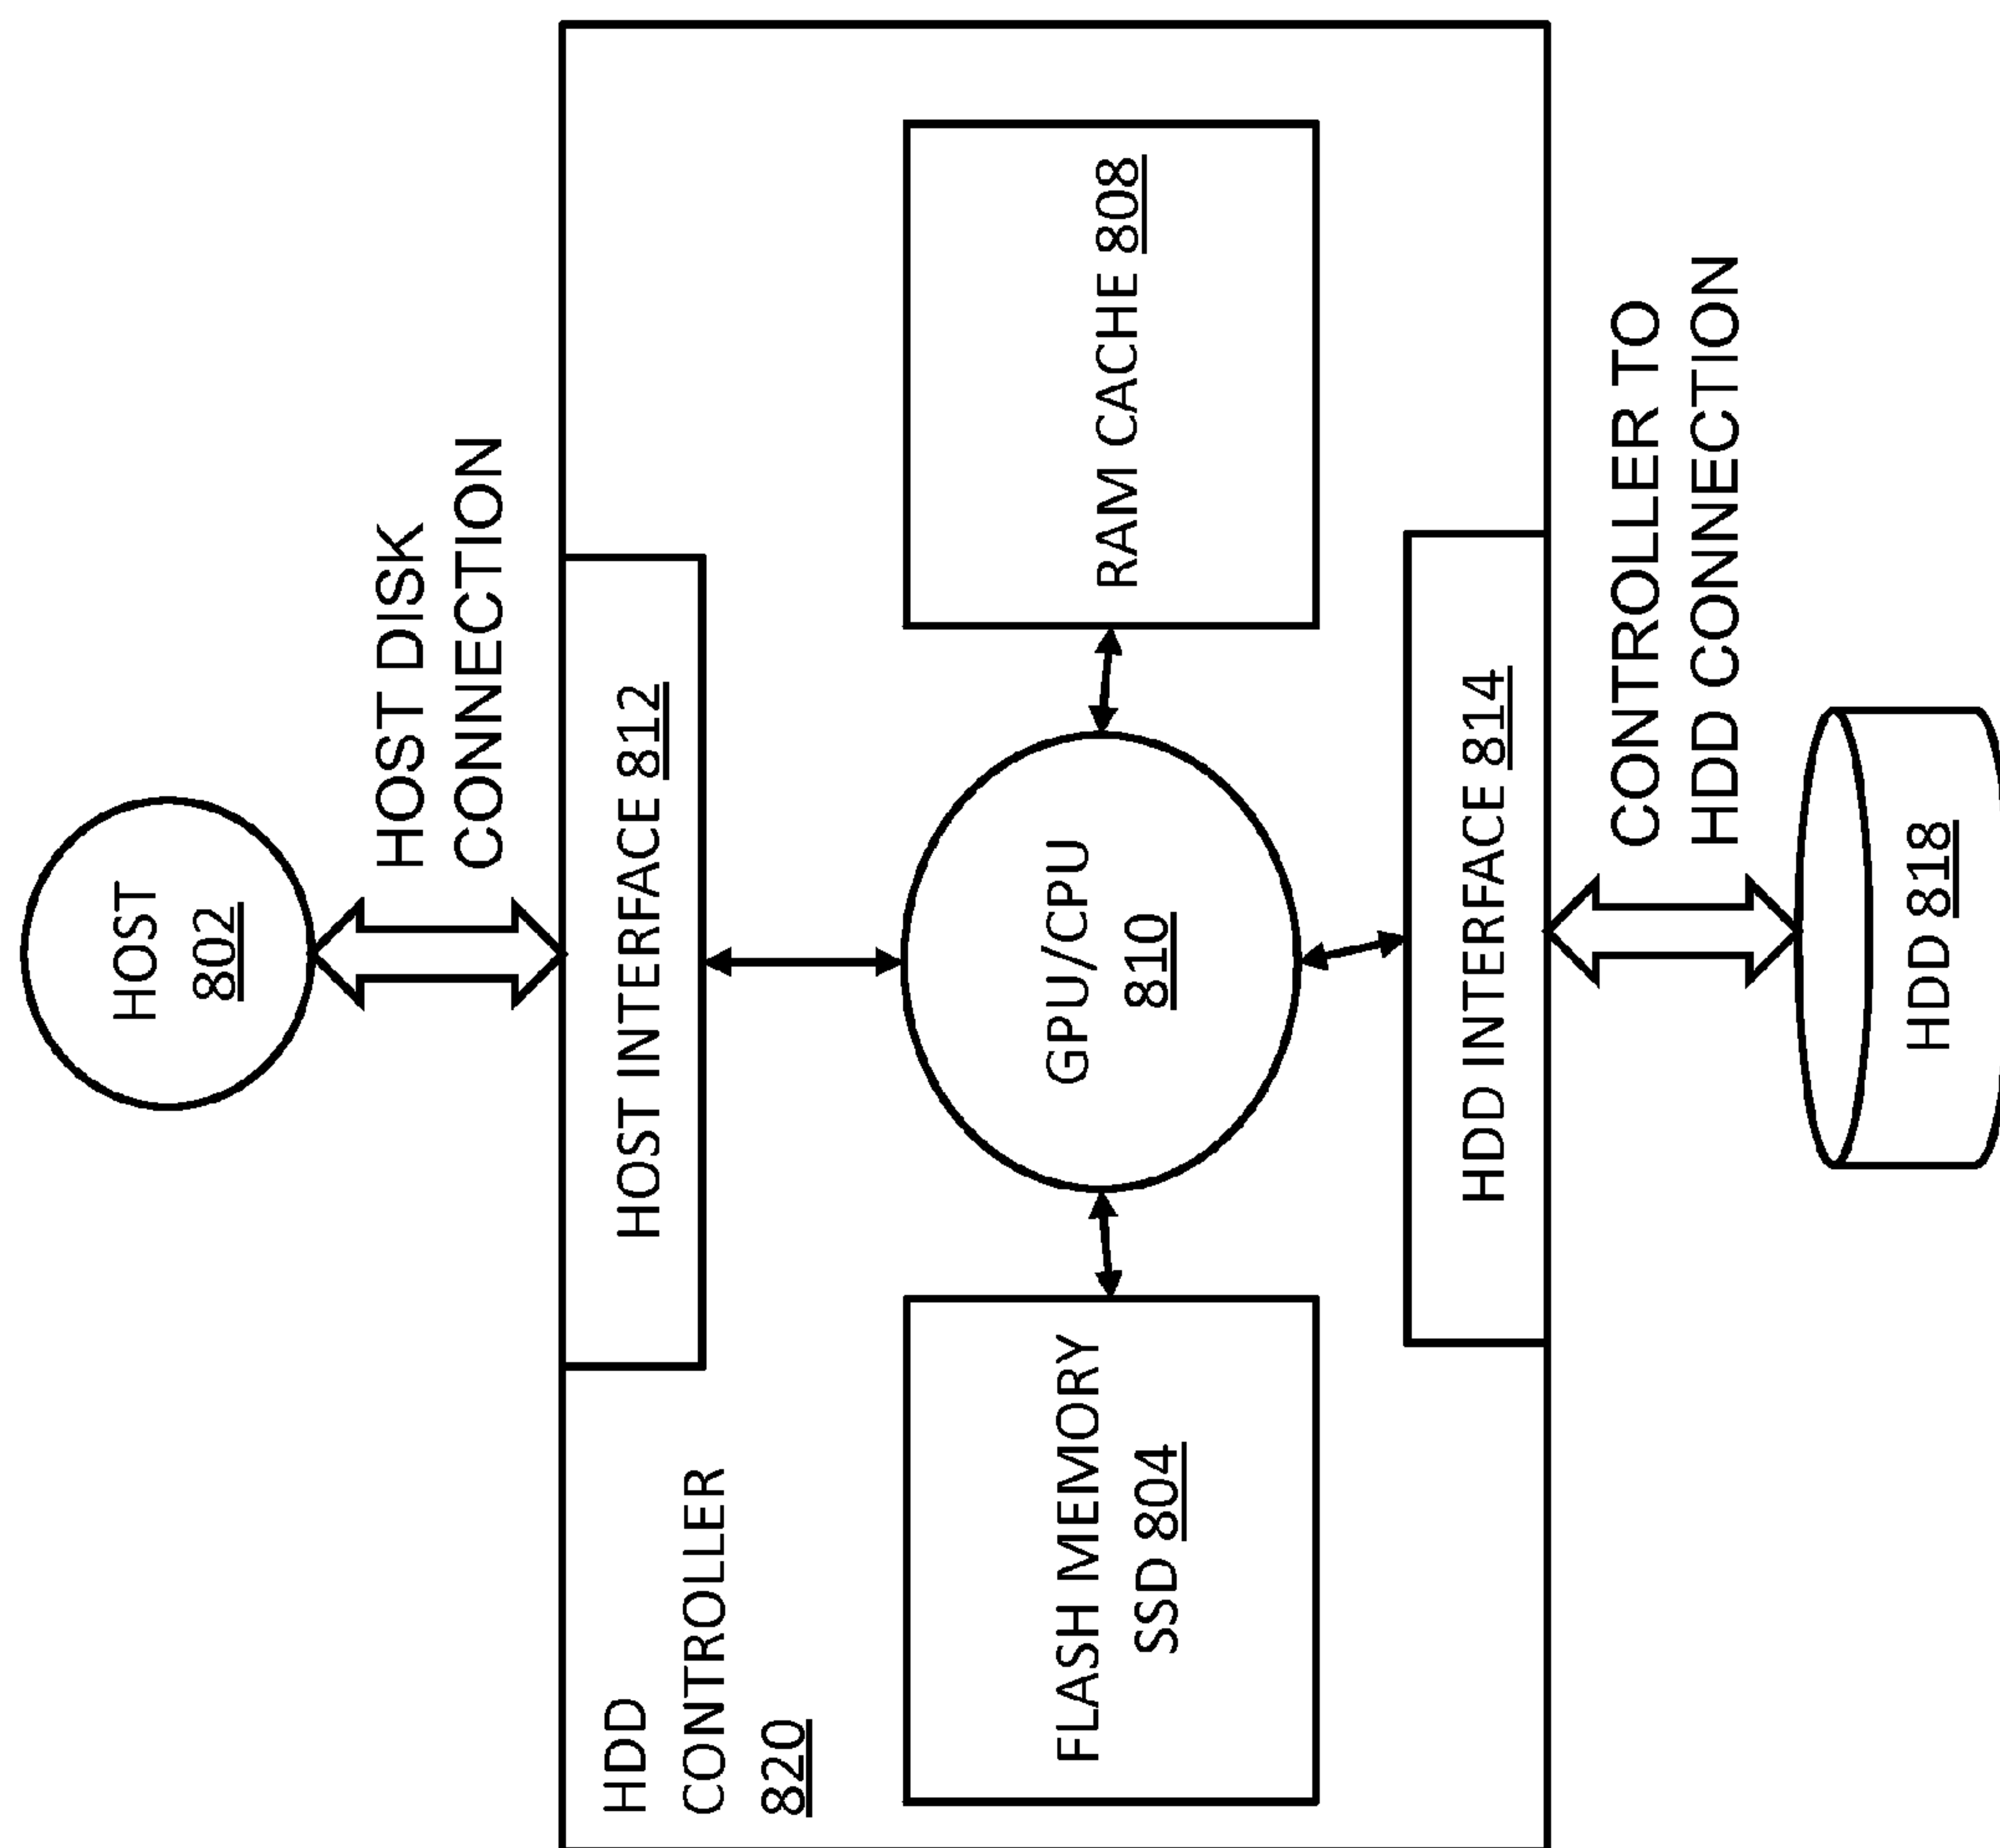 HOST
802
HOST DISK
CONNECTION
HDD
CONTROLLER
820
HOST INTERFACE 812
FLASH MEMORY
SSD 804
GPU/CPU
810
RAM CACHE 808
HDD INTERFACE 814
CONTROLLER TO
HDD CONNECTION
HDD 818